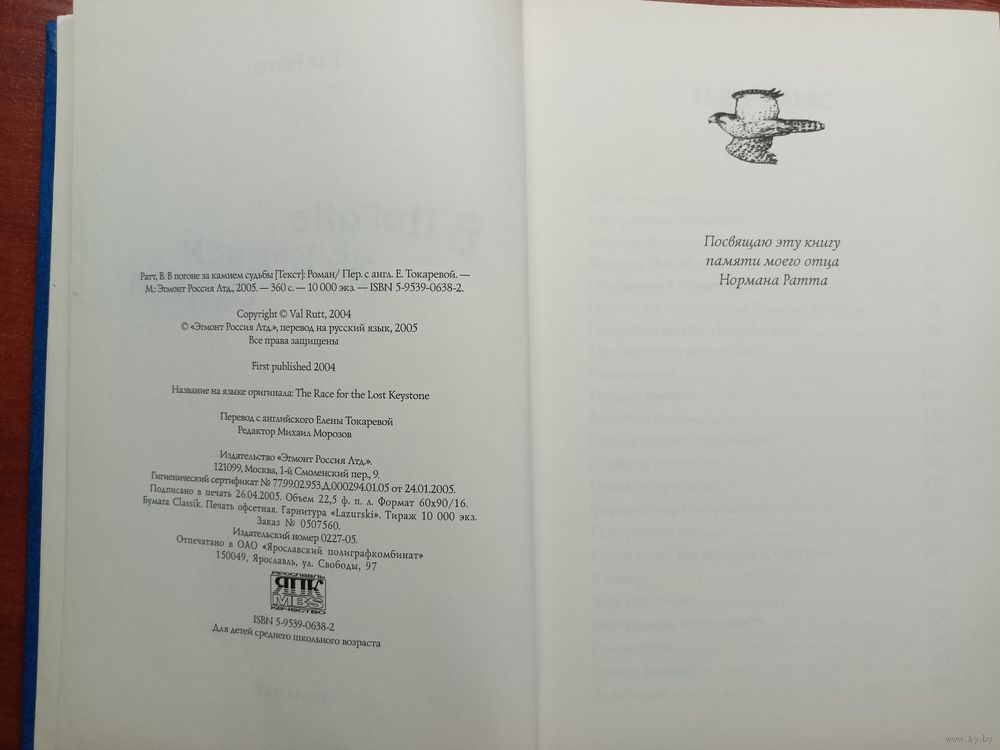 Ратт, В. В погоне за камнем судьбы [Текст]: Роман/ Пер. с англ. Е. Токаревой. —
М.: Эгмонт Россия Лтд., 2005. — 360 с. — 10 000 экз. — ISBN 5-9539-0638-2.
Copyright © Val Rutt, 2004
© «Эгмонт Россия Лтд.», перевод на русский язык, 2005
Все права защищены
First published 2004
Название на языке оригинала: The Race for the Lost Keystone
Перевод с английского Елены Токаревой
Редактор Михаил Морозов
Издательство «Эгмонт Россия Лтд.».
121099, Москва, 1-й Смоленский пер., 9.
Гигиенический сертификат № 77.99.02.953.Д.000294.01.05 от 24.01.2005.
Подписано в печать 26.04.2005. Объем 22,5 ф. п. л. Формат 60х90/16.
Бумага Classik. Печать офсетная. Гарнитура «Lazurski». Тираж 10 000 экз.
Заказ № 0507560.
Издательский номер 0227-05.
Отпечатано в ОАО «Ярославский полиграфкомбинат»
150049, Ярославль, ул. Свободы, 97
ЯРОСЛАВЛЬ
ЯПК
MBS
КАЧЕСТВО
ISBN 5-9539-0638-2
Для детей среднего школьного возраста
Посвящаю эту книгу
памяти моего отца
Нормана Ратта
www.ay.by